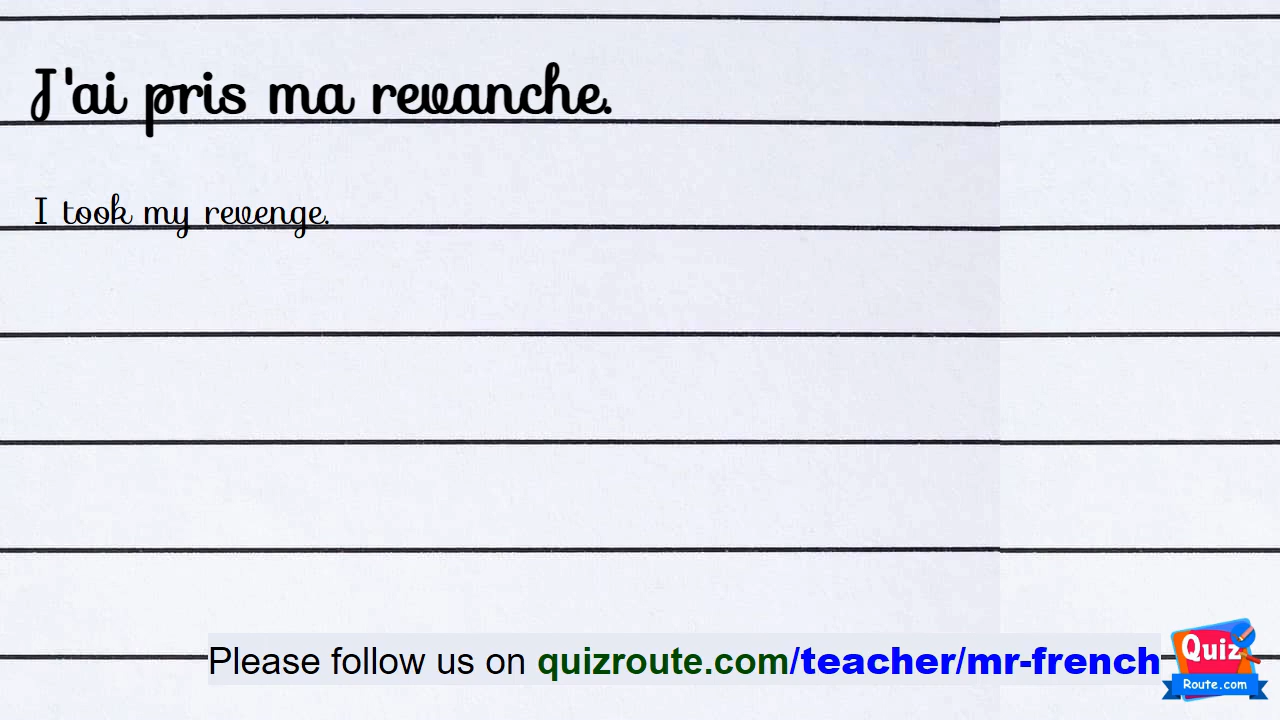 J'ai pris ma revanche.
I took my revenge.
Please follow us on quizroute.com/teacher/mr-french
Quiz
Route.com